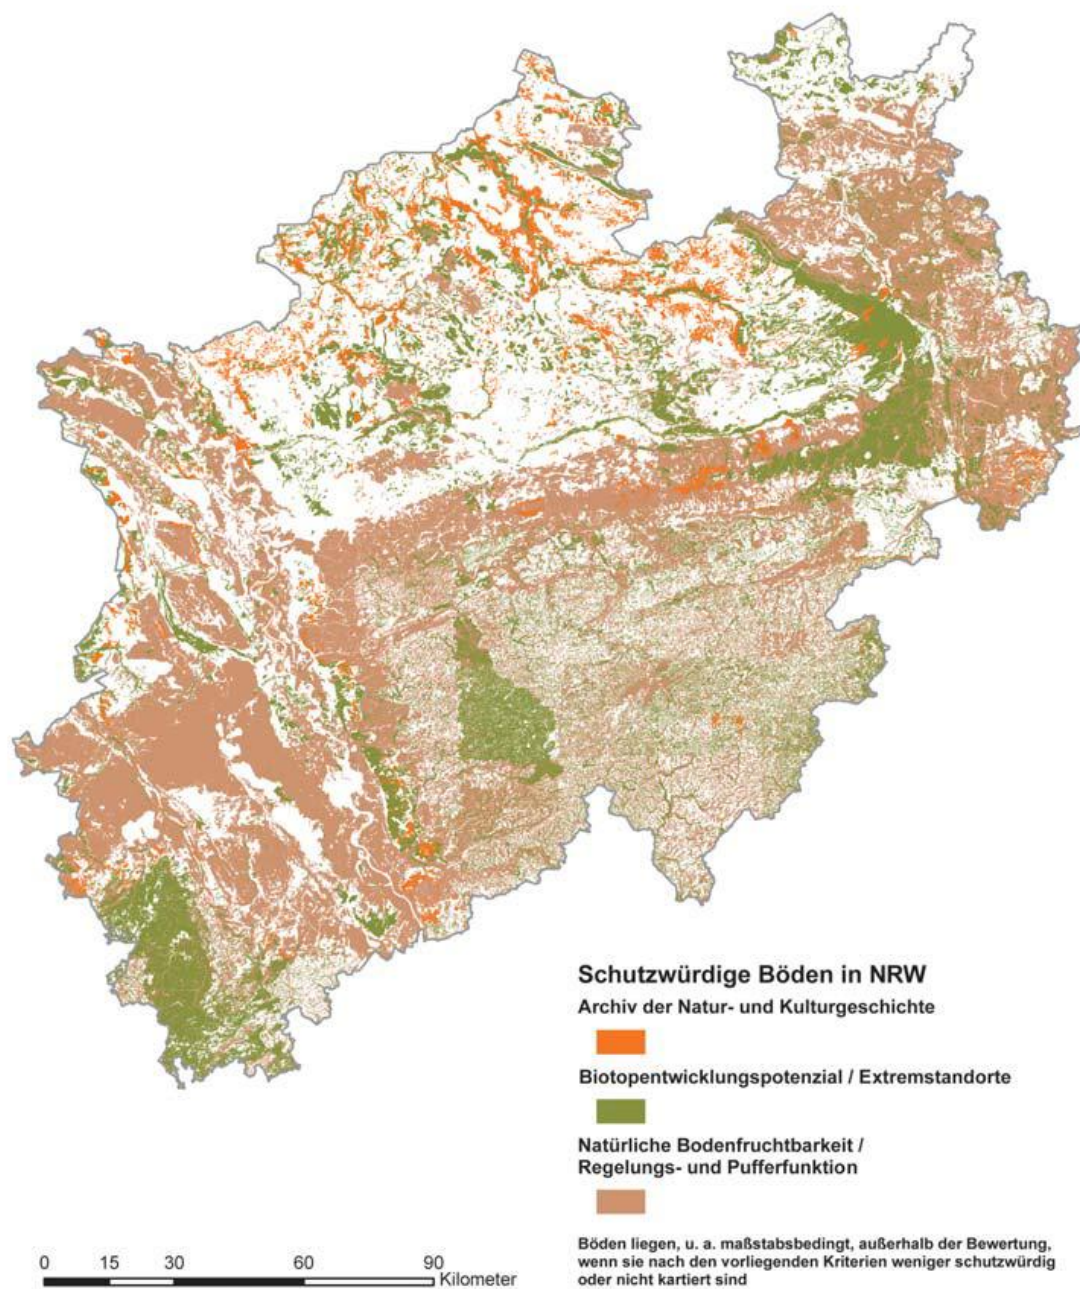 Schutzwürdige Böden in NRW
Archiv der Natur- und Kulturgeschichte
Biotopentwicklungspotenzial / Extremstandorte
Natürliche Bodenfruchtbarkeit /
Regelungs- und Pufferfunktion
Böden liegen, u. a. maßstabsbedingt, außerhalb der Bewertung,
wenn sie nach den vorliegenden Kriterien weniger schutzwürdig
oder nicht kartiert sind
0 15 30 60 90
Kilometer